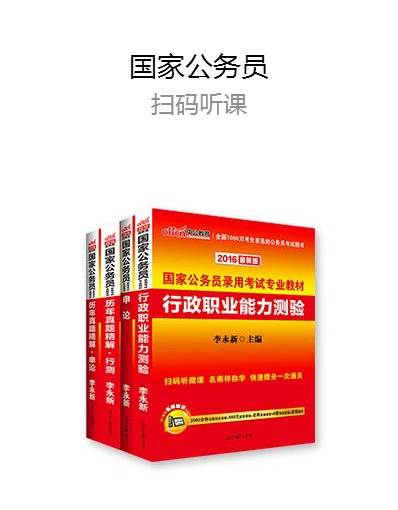 国家公务员
扫码听课
offcn 中公教育
全国1000万考生首选的公务员考试用书
2016最新版
国家公务员录用考试专业教材
行政职业能力测验
李永新 主编
扫码听微课 名师伴你学 快速提分一次通关
国家公务员 历年真题精解·申论 李永新
国家公务员 历年真题精解·行测 李永新
国家公务员 申论 李永新
国家公务员 行政职业能力测验 李永新